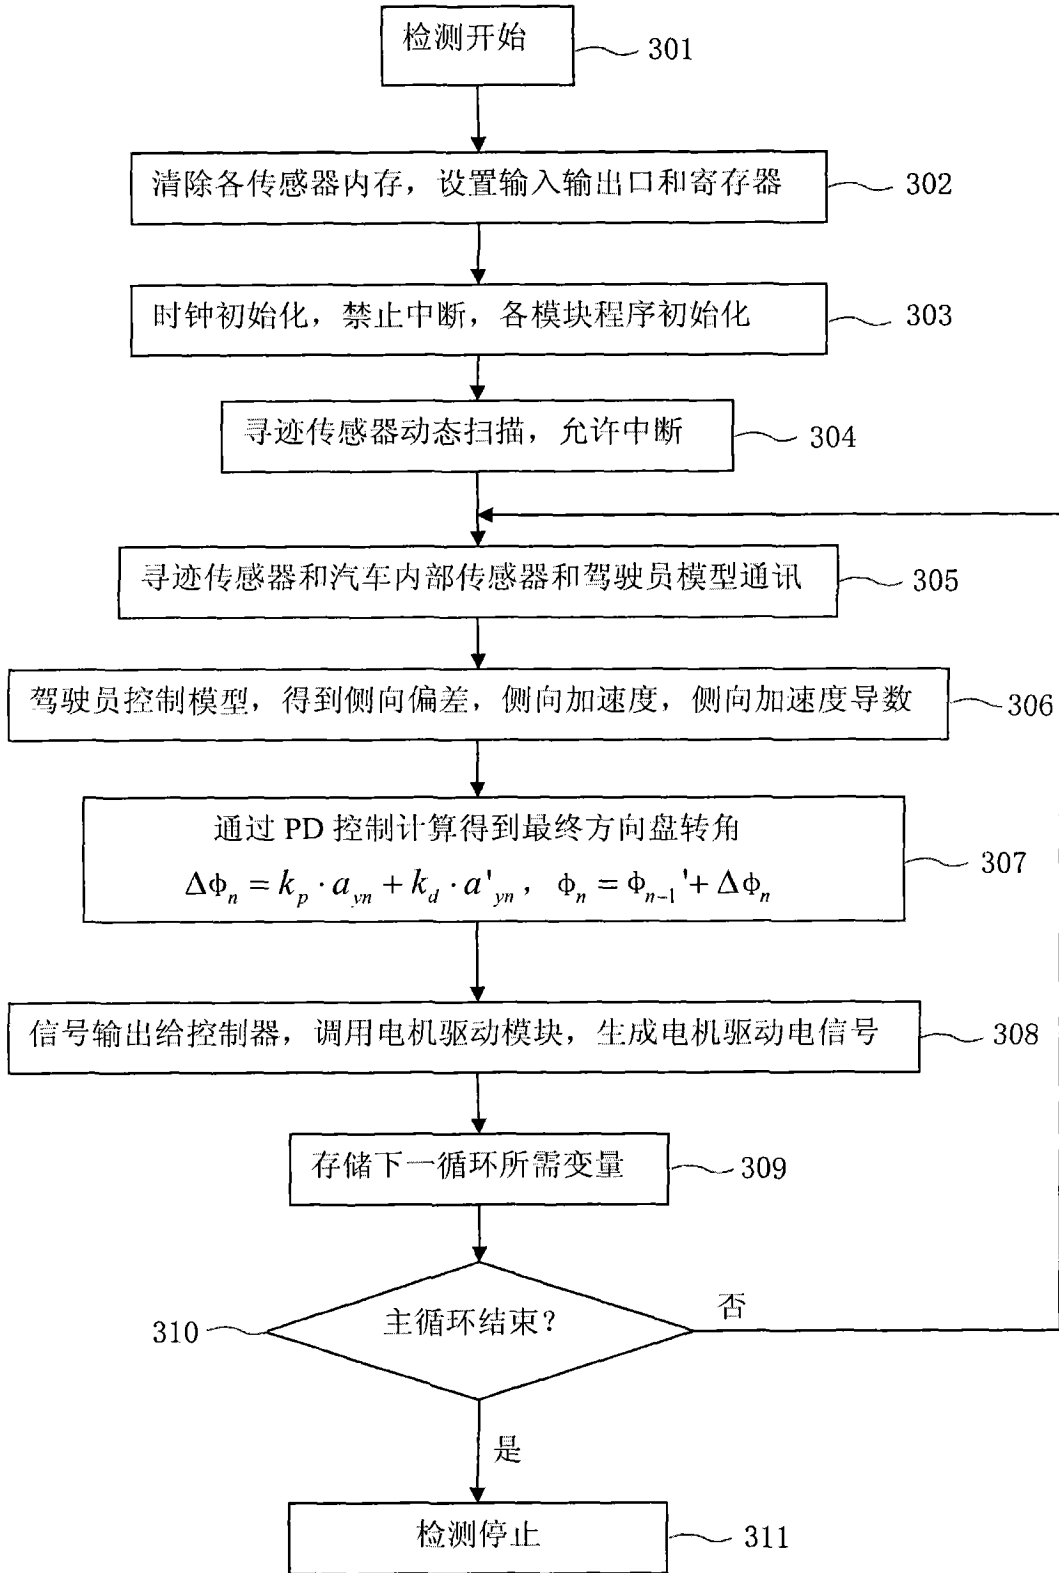 检测开始
301
清除各传感器内存，设置输入输出口和寄存器
302
时钟初始化，禁止中断，各模块程序初始化
303
寻迹传感器动态扫描，允许中断
304
寻迹传感器和汽车内部传感器和驾驶员模型通讯
305
驾驶员控制模型，得到侧向偏差，侧向加速度，侧向加速度导数
306
通过 PD 控制计算得到最终方向盘转角
Δφₙ = kₚ · a_yn + k_d · a'_yn， φₙ = φₙ₋₁' + Δφₙ
307
信号输出给控制器，调用电机驱动模块，生成电机驱动电信号
308
存储下一循环所需变量
309
主循环结束？
310
否
是
检测停止
311